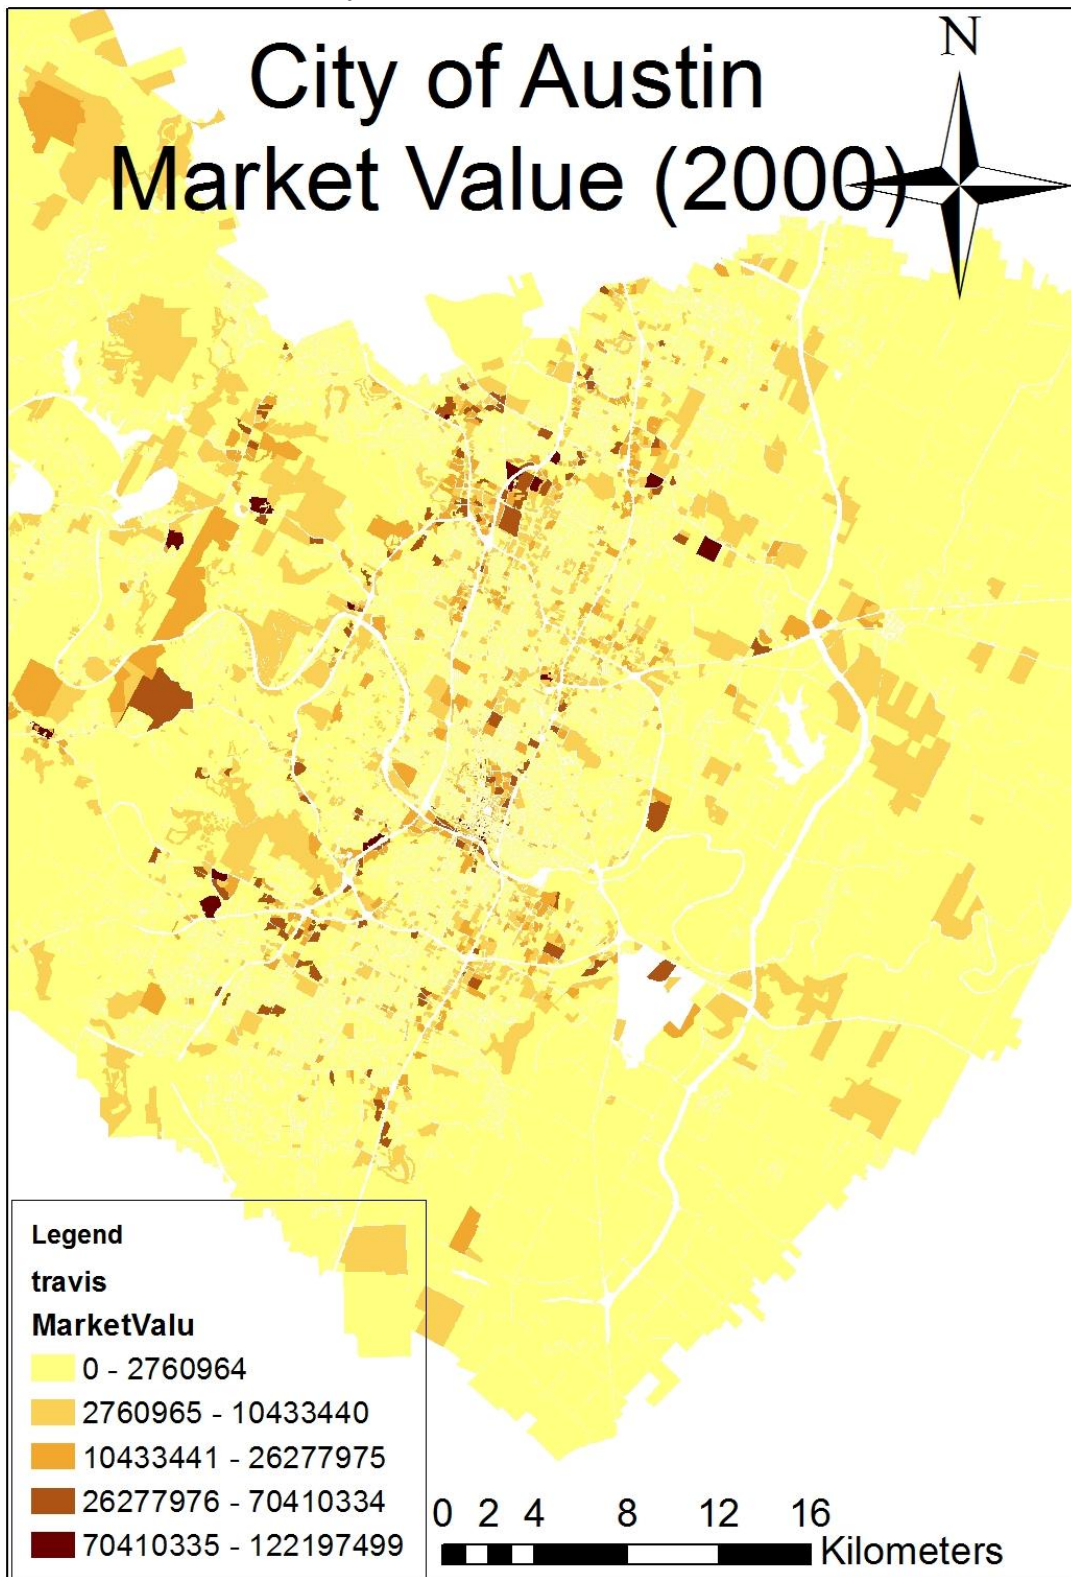 City of Austin
Market Value (2000)
N
Legend
travis
MarketValu
0 - 2760964
2760965 - 10433440
10433441 - 26277975
26277976 - 70410334
70410335 - 122197499
0 2 4 8 12 16
Kilometers